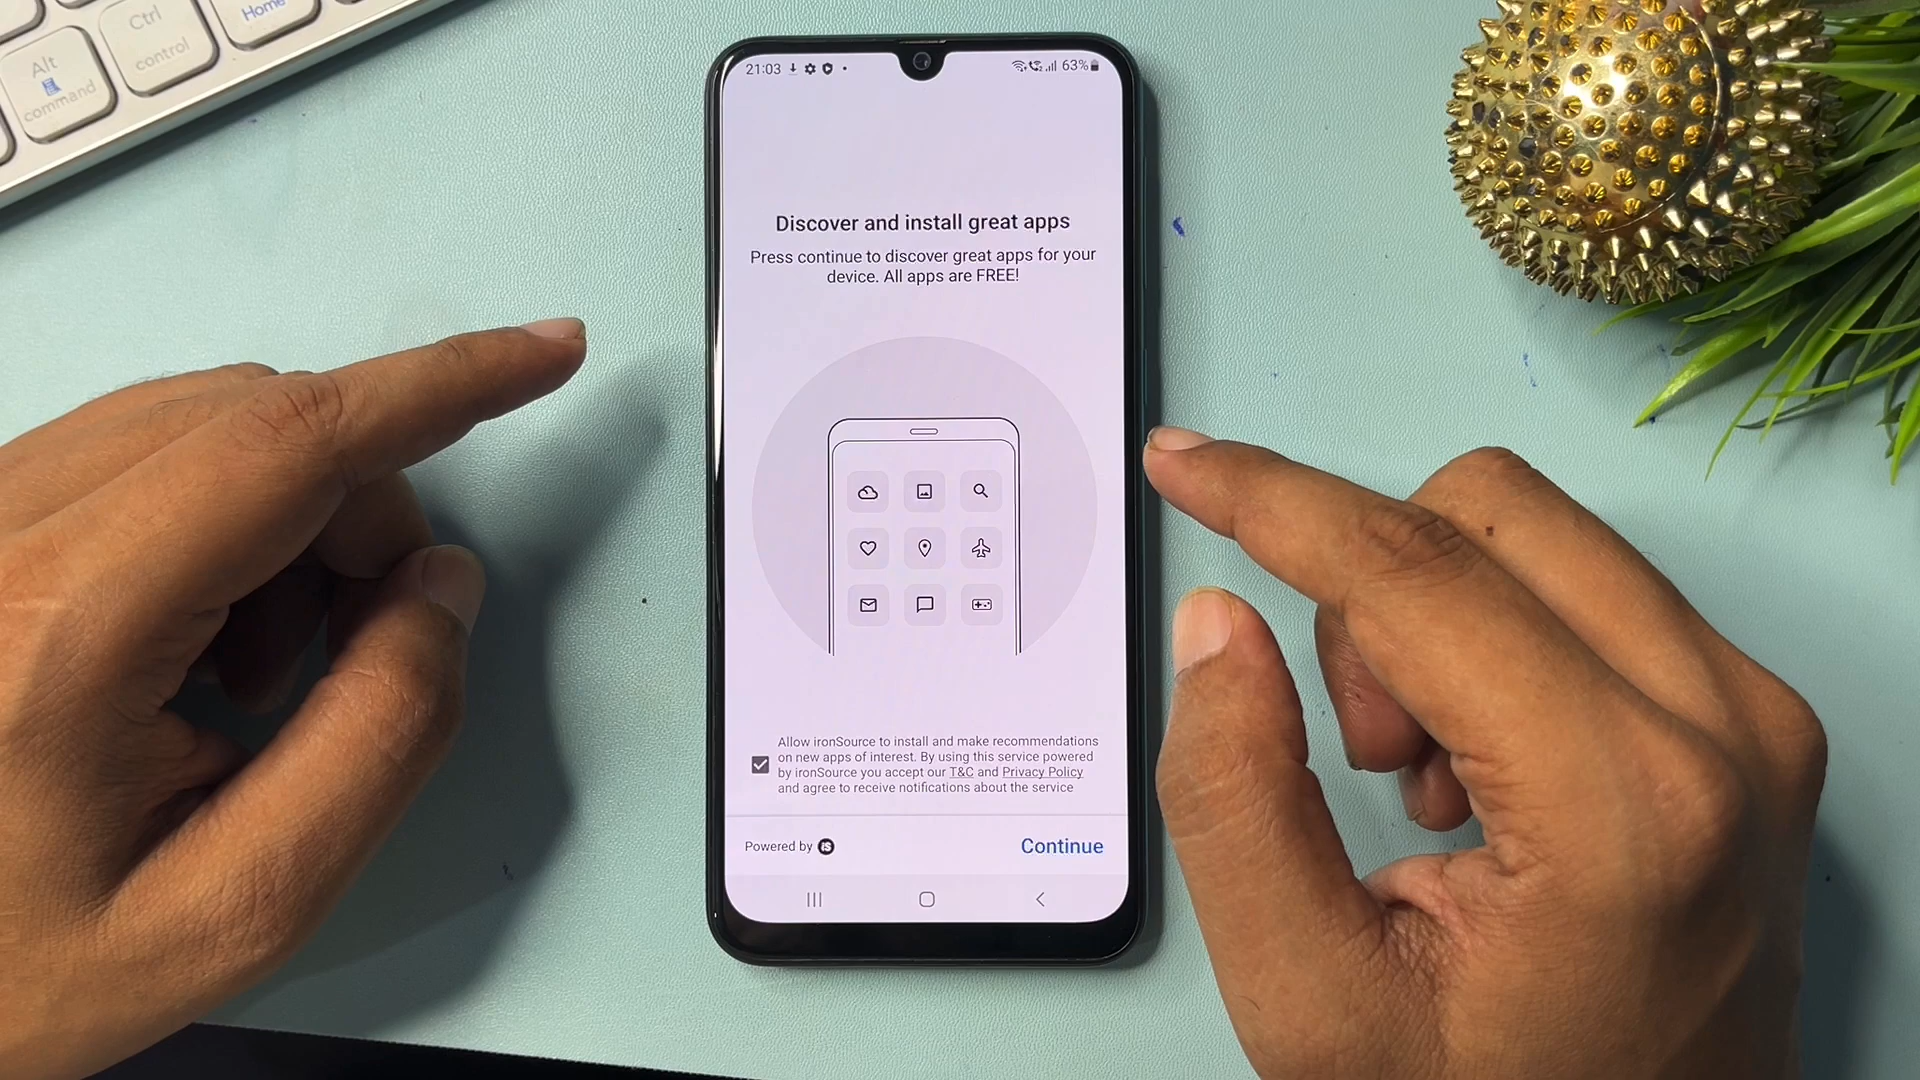 Alt
command
Ctrl
control
Home
21:03
63%
Discover and install great apps
Press continue to discover great apps for your
device. All apps are FREE!
Allow ironSource to install and make recommendations
on new apps of interest. By using this service powered
by ironSource you accept our T&C and Privacy Policy
and agree to receive notifications about the service
Powered by iS
Continue